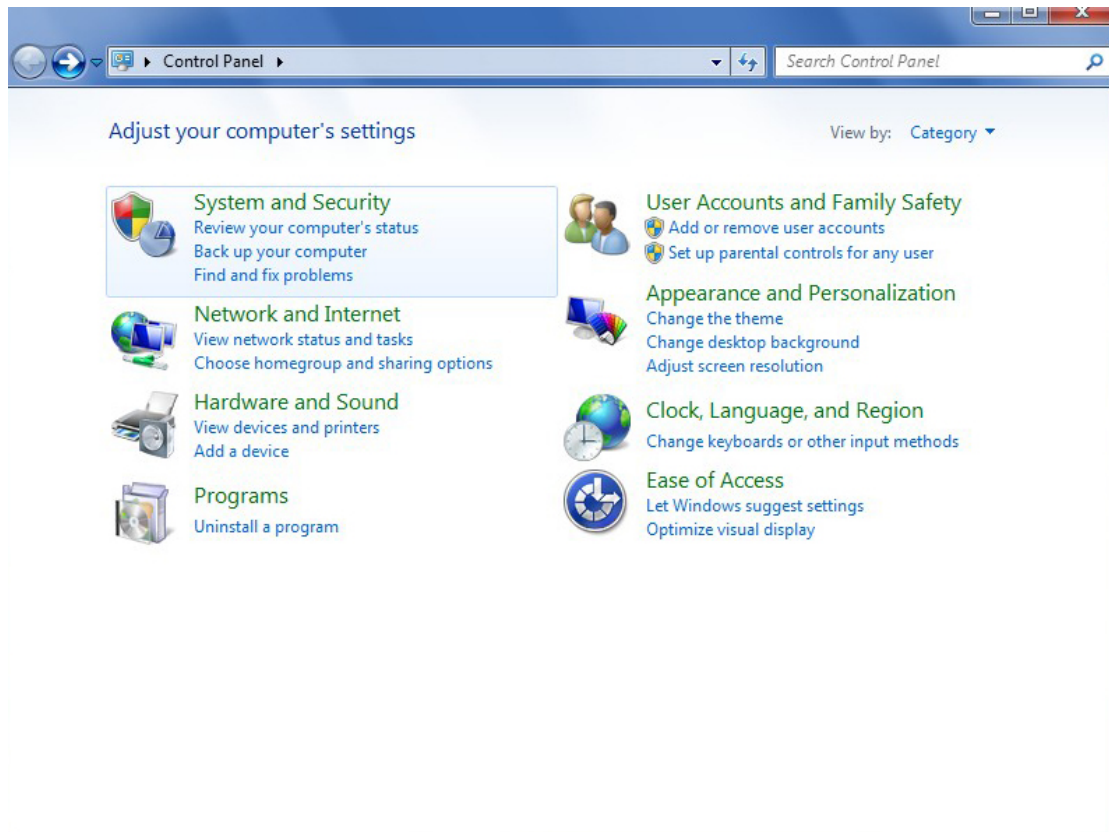 Control Panel
Search Control Panel
Adjust your computer's settings
View by: Category
System and Security
Review your computer's status
Back up your computer
Find and fix problems
Network and Internet
View network status and tasks
Choose homegroup and sharing options
Hardware and Sound
View devices and printers
Add a device
Programs
Uninstall a program
User Accounts and Family Safety
Add or remove user accounts
Set up parental controls for any user
Appearance and Personalization
Change the theme
Change desktop background
Adjust screen resolution
Clock, Language, and Region
Change keyboards or other input methods
Ease of Access
Let Windows suggest settings
Optimize visual display